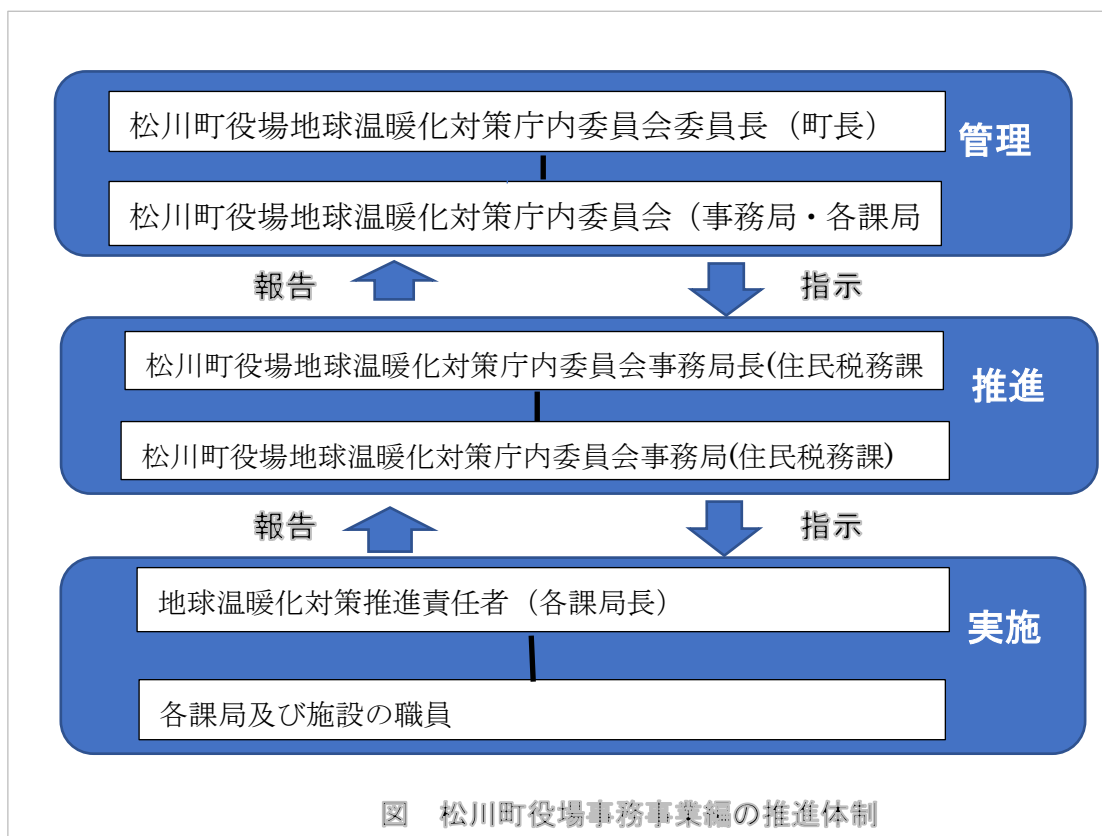 松川町役場地球温暖化対策庁内委員会委員長（町長）
管理
松川町役場地球温暖化対策庁内委員会（事務局・各課局
報告
指示
松川町役場地球温暖化対策庁内委員会事務局長(住民税務課
推進
松川町役場地球温暖化対策庁内委員会事務局(住民税務課)
報告
指示
地球温暖化対策推進責任者（各課局長）
実施
各課局及び施設の職員
図　松川町役場事務事業編の推進体制